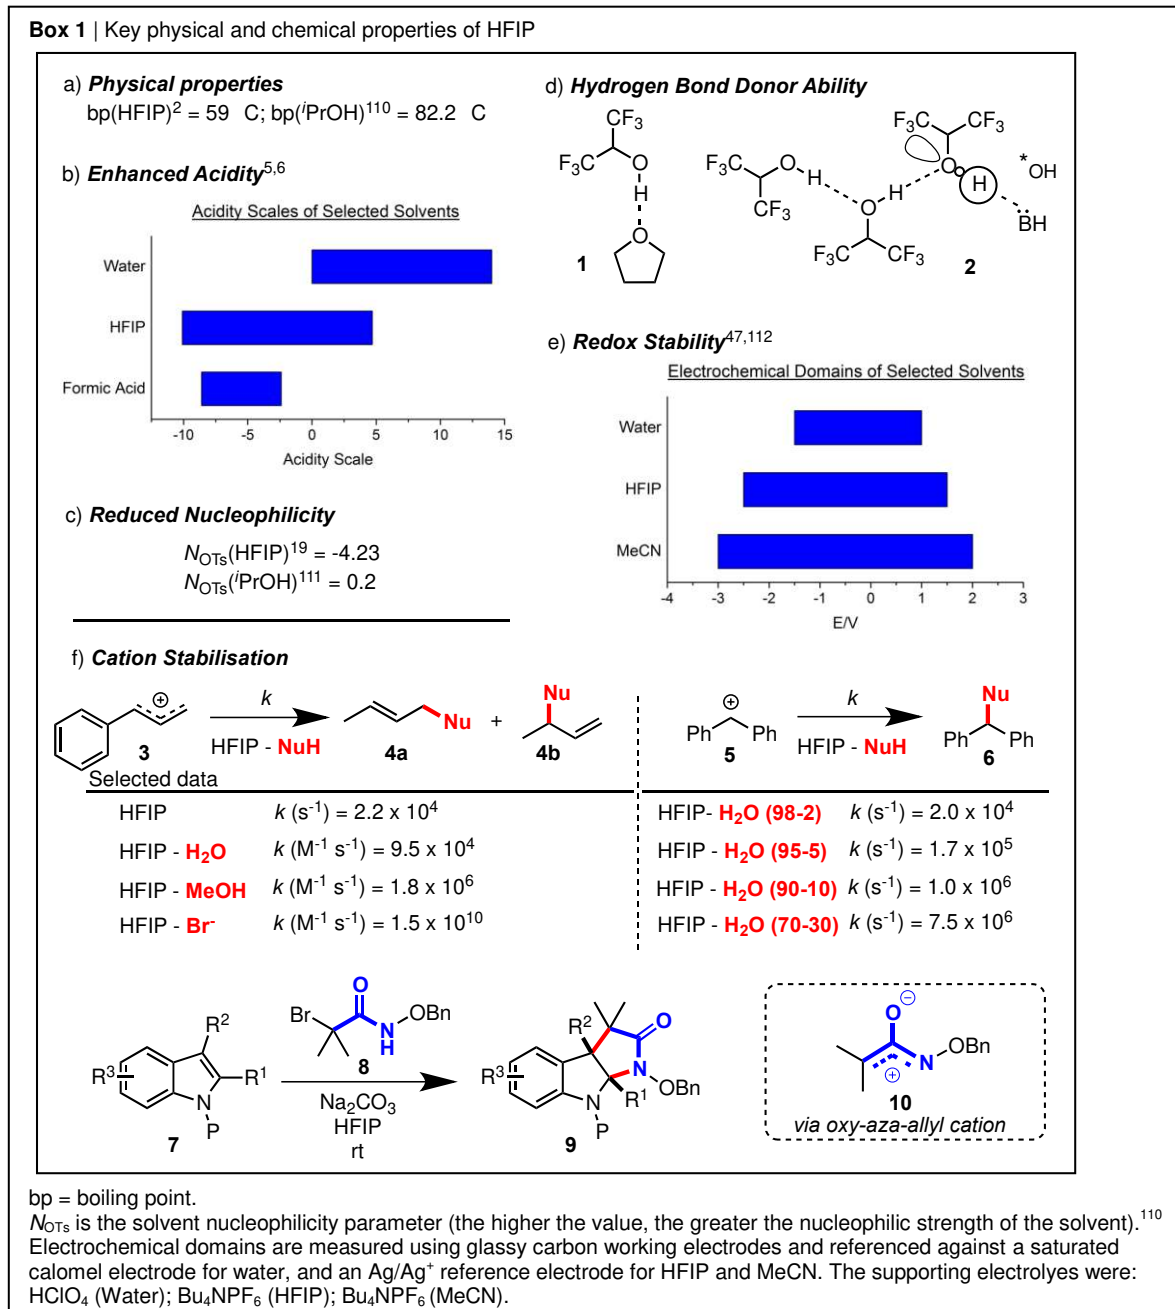 Box 1 | Key physical and chemical properties of HFIP
a) Physical properties
bp(HFIP)² = 59 C; bp(ⁱPrOH)¹¹⁰ = 82.2 C
b) Enhanced Acidity⁵,⁶
Acidity Scales of Selected Solvents
Water
HFIP
Formic Acid
-10 -5 0 5 10 15
Acidity Scale
c) Reduced Nucleophilicity
N_OTs(HFIP)¹⁹ = -4.23
N_OTs(ⁱPrOH)¹¹¹ = 0.2
d) Hydrogen Bond Donor Ability
CF₃
F₃C O
H
O
1
CF₃
O H
CF₃
O H
F₃C CF₃
F₃C CF₃
O H
*OH
BH
2
e) Redox Stability⁴⁷,¹¹²
Electrochemical Domains of Selected Solvents
Water
HFIP
MeCN
-4 -3 -2 -1 0 1 2 3
E/V
f) Cation Stabilisation
3
k
HFIP - NuH
Nu
4a
+
Nu
4b
Ph Ph
5
k
HFIP - NuH
Nu
Ph Ph
6
Selected data
HFIP k (s⁻¹) = 2.2 x 10⁴
HFIP - H₂O k (M⁻¹ s⁻¹) = 9.5 x 10⁴
HFIP - MeOH k (M⁻¹ s⁻¹) = 1.8 x 10⁶
HFIP - Br⁻ k (M⁻¹ s⁻¹) = 1.5 x 10¹⁰
HFIP- H₂O (98-2) k (s⁻¹) = 2.0 x 10⁴
HFIP - H₂O (95-5) k (s⁻¹) = 1.7 x 10⁵
HFIP - H₂O (90-10) k (s⁻¹) = 1.0 x 10⁶
HFIP - H₂O (70-30) k (s⁻¹) = 7.5 x 10⁶
R²
R³
R¹
N
P
7
O
Br
N
H
OBn
8
Na₂CO₃
HFIP
rt
R²
O
R³
N
OBn
N
R¹
P
9
O⊖
N
OBn
⊕
10
via oxy-aza-allyl cation
bp = boiling point.
N_OTs is the solvent nucleophilicity parameter (the higher the value, the greater the nucleophilic strength of the solvent).¹¹⁰
Electrochemical domains are measured using glassy carbon working electrodes and referenced against a saturated
calomel electrode for water, and an Ag/Ag⁺ reference electrode for HFIP and MeCN. The supporting electrolyes were:
HClO₄ (Water); Bu₄NPF₆ (HFIP); Bu₄NPF₆ (MeCN).